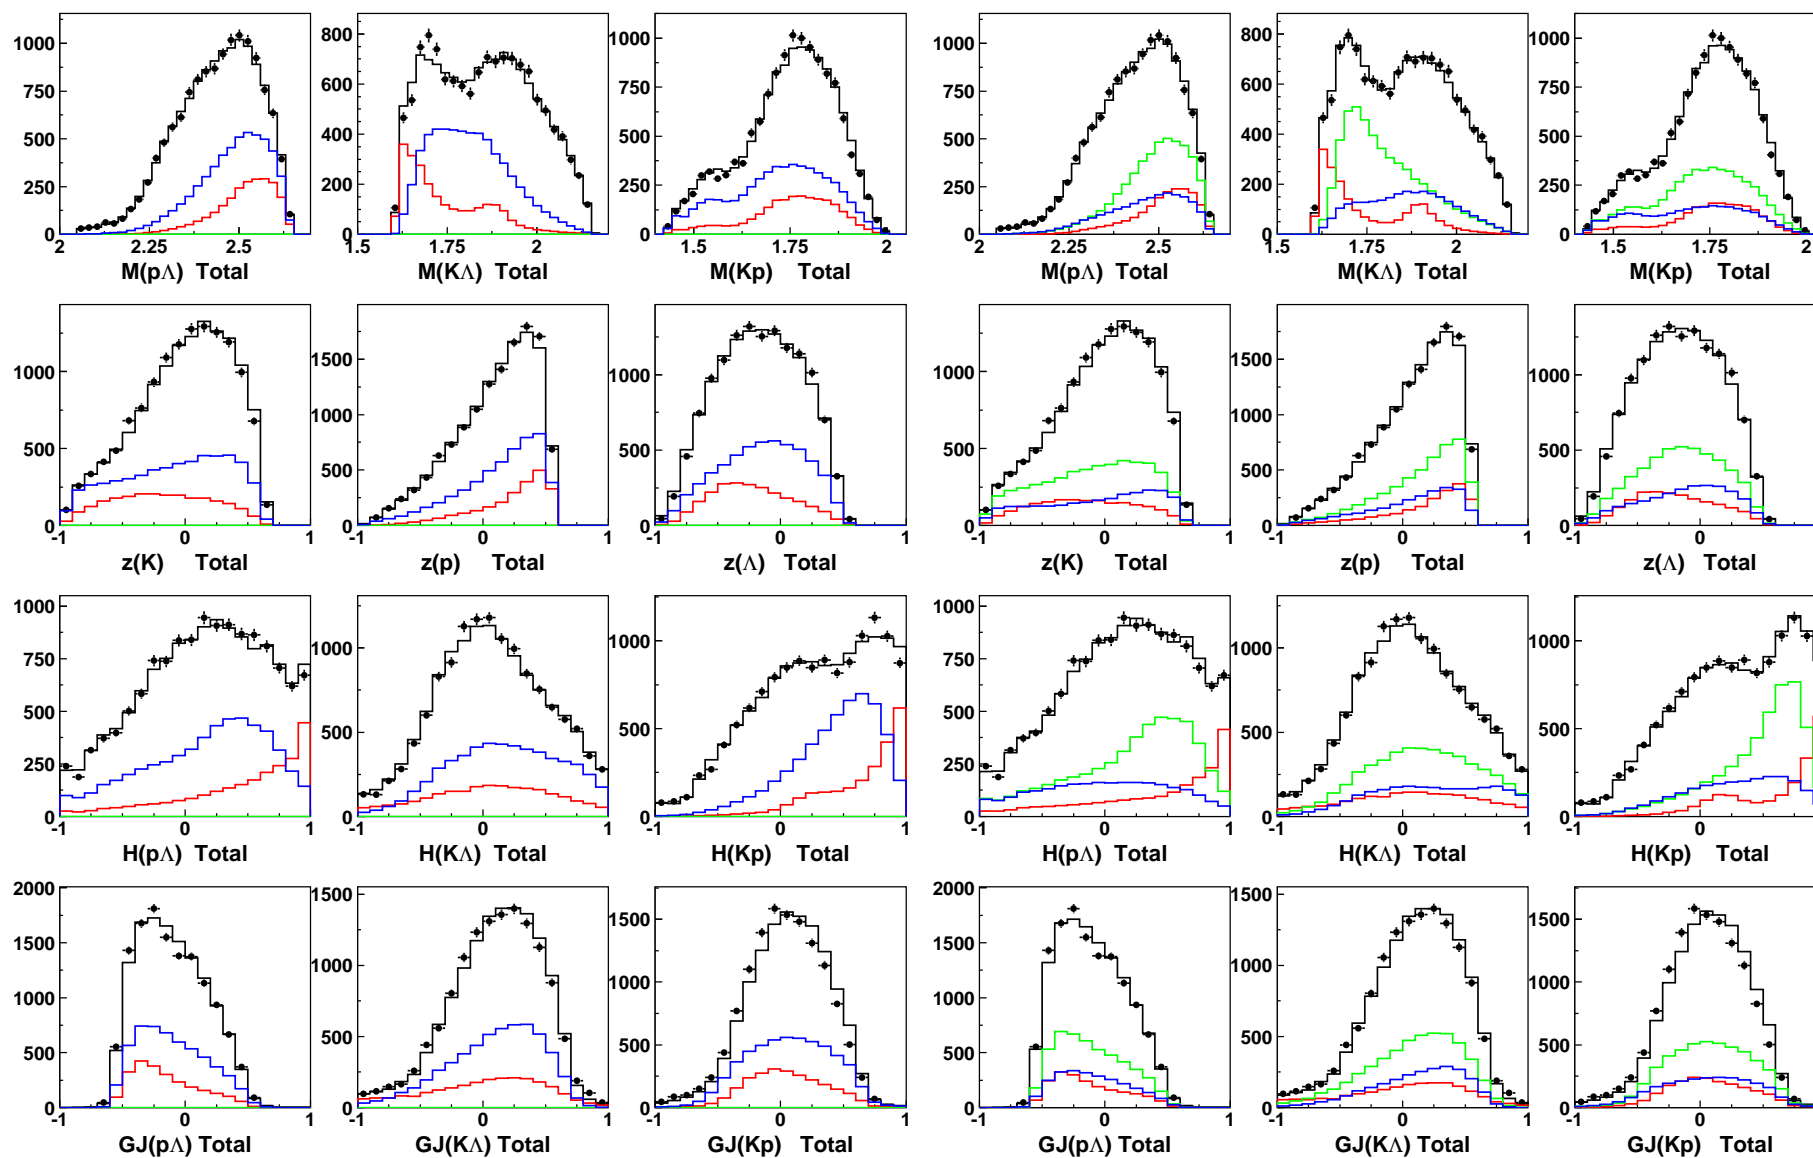 1000 750 500 250 0 2 2.25 2.5 M(pΛ) Total
800 600 400 200 0 1.5 1.75 2 M(KΛ) Total
1000 750 500 250 0 1.5 1.75 2 M(Kp) Total
1000 750 500 250 0 2 2.25 2.5 M(pΛ) Total
800 600 400 200 0 1.5 1.75 2 M(KΛ) Total
1000 750 500 250 0 1.5 1.75 2 M(Kp) Total
1000 500 0 -1 0 z(K) Total
1500 1000 500 0 -1 0 z(p) Total
1000 500 0 -1 0 1 z(Λ) Total
1000 500 0 -1 0 z(K) Total
1500 1000 500 0 -1 0 z(p) Total
1000 500 0 -1 0 z(Λ) Total
1000 750 500 250 0 -1 0 1 H(pΛ) Total
1000 500 0 -1 0 1 H(KΛ) Total
1000 500 0 -1 0 1 H(Kp) Total
1000 750 500 250 0 -1 0 1 H(pΛ) Total
1000 500 0 -1 0 1 H(KΛ) Total
1000 500 0 -1 0 H(Kp) Total
2000 1500 1000 500 0 -1 0 1 GJ(pΛ) Total
1500 1000 500 0 -1 0 1 GJ(KΛ) Total
1500 1000 500 0 -1 0 1 GJ(Kp) Total
2000 1500 1000 500 0 -1 0 1 GJ(pΛ) Total
1500 1000 500 0 -1 0 1 GJ(KΛ) Total
1500 1000 500 0 -1 0 GJ(Kp) Total